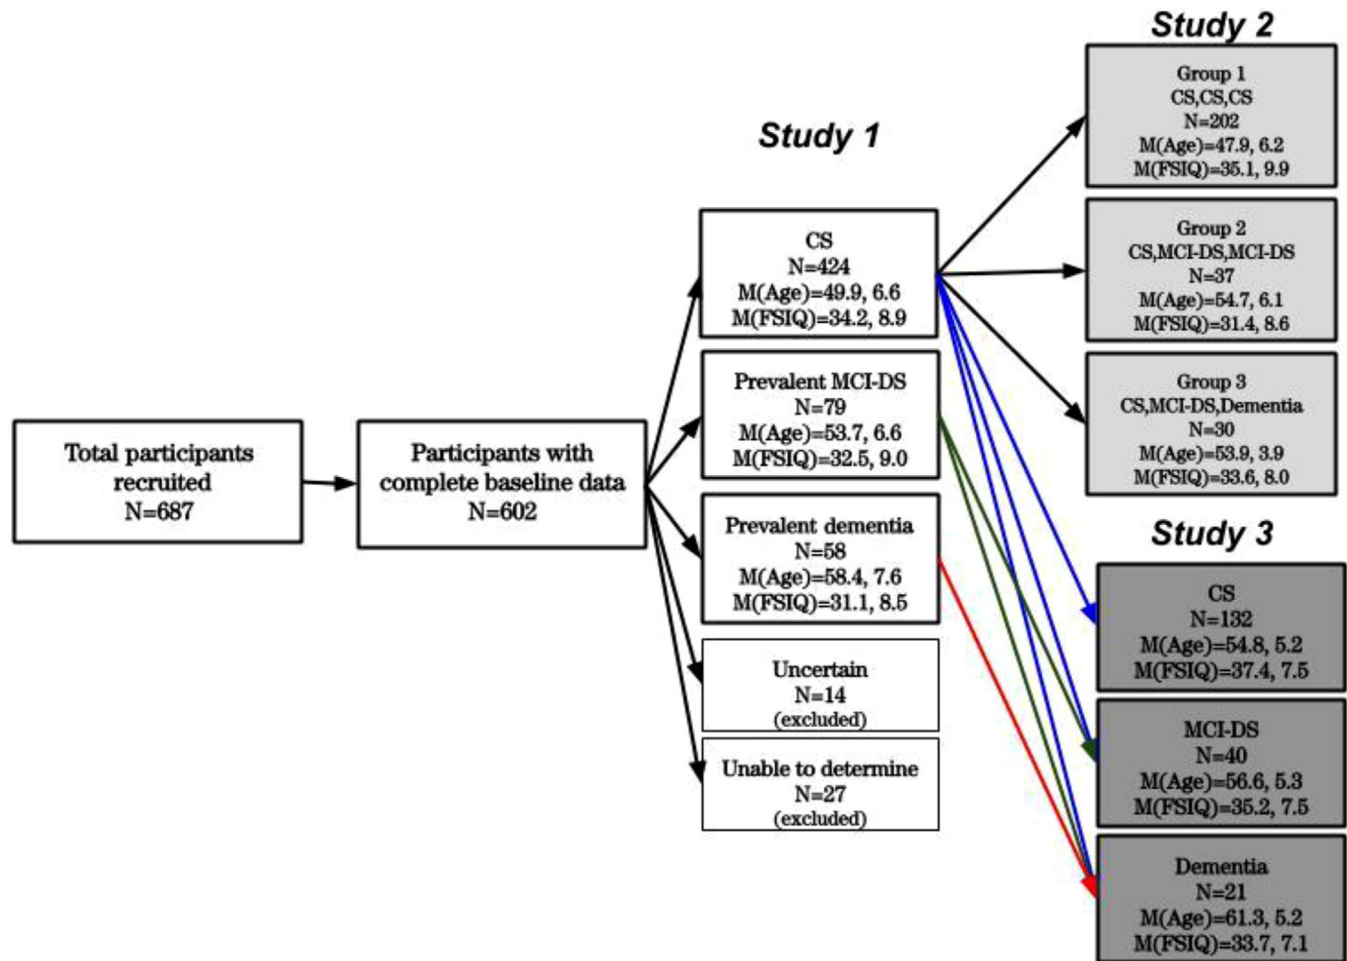 Total participants
recruited
N=687
Participants with
complete baseline data
N=602
Study 1
CS
N=424
M(Age)=49.9, 6.6
M(FSIQ)=34.2, 8.9
Prevalent MCI-DS
N=79
M(Age)=53.7, 6.6
M(FSIQ)=32.5, 9.0
Prevalent dementia
N=58
M(Age)=58.4, 7.6
M(FSIQ)=31.1, 8.5
Uncertain
N=14
(excluded)
Unable to determine
N=27
(excluded)
Study 2
Group 1
CS,CS,CS
N=202
M(Age)=47.9, 6.2
M(FSIQ)=35.1, 9.9
Group 2
CS,MCI-DS,MCI-DS
N=37
M(Age)=54.7, 6.1
M(FSIQ)=31.4, 8.6
Group 3
CS,MCI-DS,Dementia
N=30
M(Age)=53.9, 3.9
M(FSIQ)=33.6, 8.0
Study 3
CS
N=132
M(Age)=54.8, 5.2
M(FSIQ)=37.4, 7.5
MCI-DS
N=40
M(Age)=56.6, 5.3
M(FSIQ)=35.2, 7.5
Dementia
N=21
M(Age)=61.3, 5.2
M(FSIQ)=33.7, 7.1